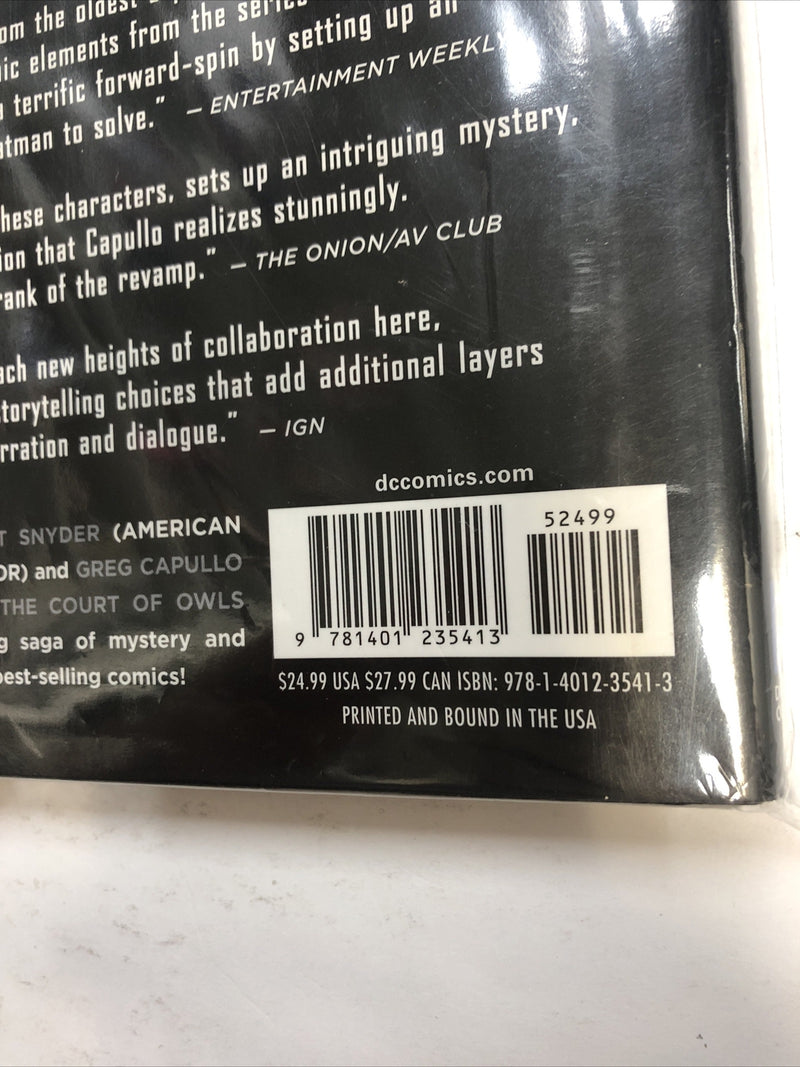 om the oldest
ic elements from the series
terrific forward-spin by setting up an
atman to solve.” – ENTERTAINMENT WEEKLY
hese characters, sets up an intriguing mystery,
ion that Capullo realizes stunningly.
rank of the revamp.” – THE ONION/AV CLUB
ach new heights of collaboration here,
torytelling choices that add additional layers
rration and dialogue.” – IGN
dccomics.com
T SNYDER (AMERICAN
OR) and GREG CAPULLO
THE COURT OF OWLS
g saga of mystery and
best-selling comics!
52499
9 781401 235413
$24.99 USA $27.99 CAN ISBN: 978-1-4012-3541-3
PRINTED AND BOUND IN THE USA